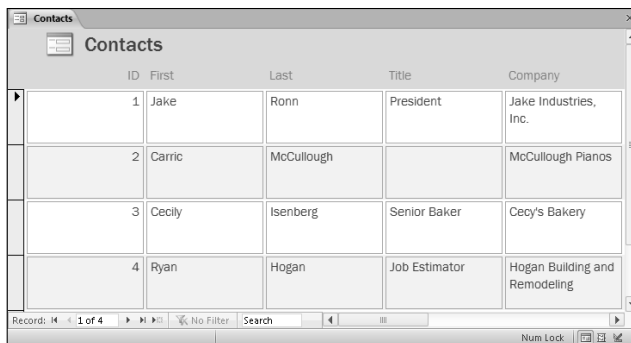 Contacts
Contacts
ID First Last Title Company
1 Jake Ronn President Jake Industries,
Inc.
2 Carric McCullough McCullough Pianos
3 Cecily Isenberg Senior Baker Cecy's Bakery
4 Ryan Hogan Job Estimator Hogan Building and
Remodeling
Record: 1 of 4 No Filter Search
Num Lock